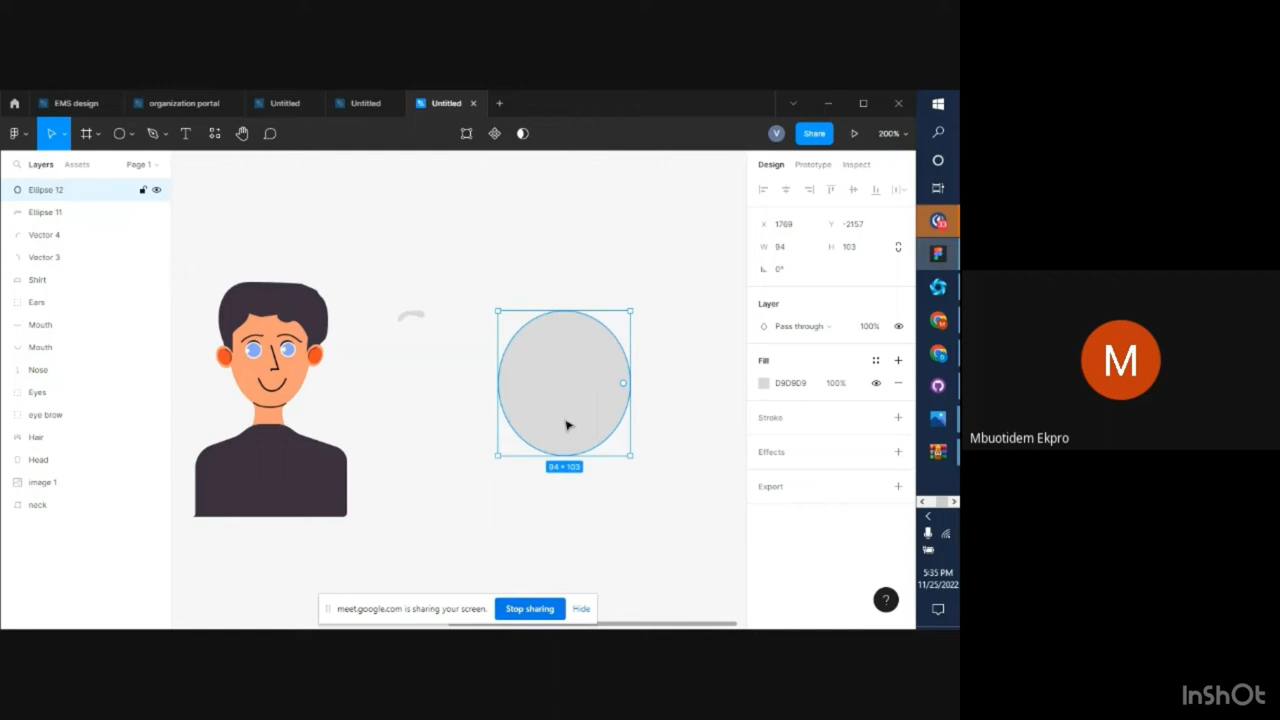 EMS design organization portal Untitled Untitled Untitled
V Share 200%
Layers Assets Page 1
Ellipse 12
Ellipse 11
Vector 4
Vector 3
Shirt
Ears
Mouth
Mouth
Nose
Eyes
eye brow
Hair
Head
image 1
neck
94 × 103
Design Prototype Inspect
X 1769 Y -2157
W 94 H 103
0°
Layer
Pass through 100%
Fill
D9D9D9 100%
Stroke
Effects
Export
?
meet.google.com is sharing your screen. Stop sharing Hide
5:35 PM
11/25/2022
M
Mbuotidem Ekpro
InShOt